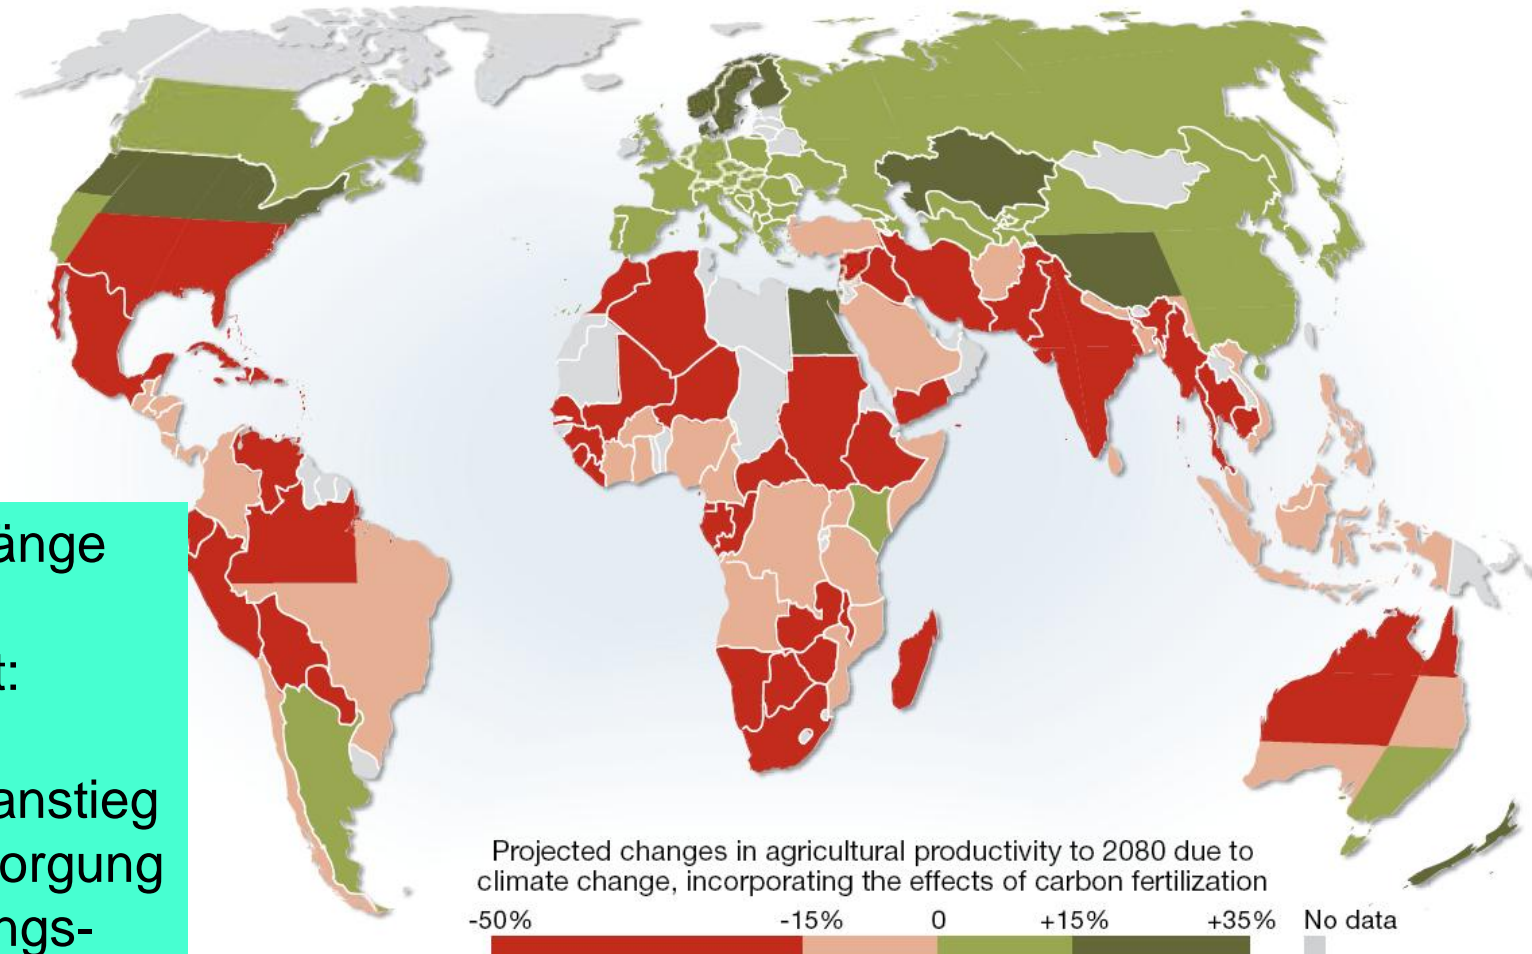 änge
t:
anstieg
orgung
ngs-
Projected changes in agricultural productivity to 2080 due to
climate change, incorporating the effects of carbon fertilization
-50% -15% 0 +15% +35% No data